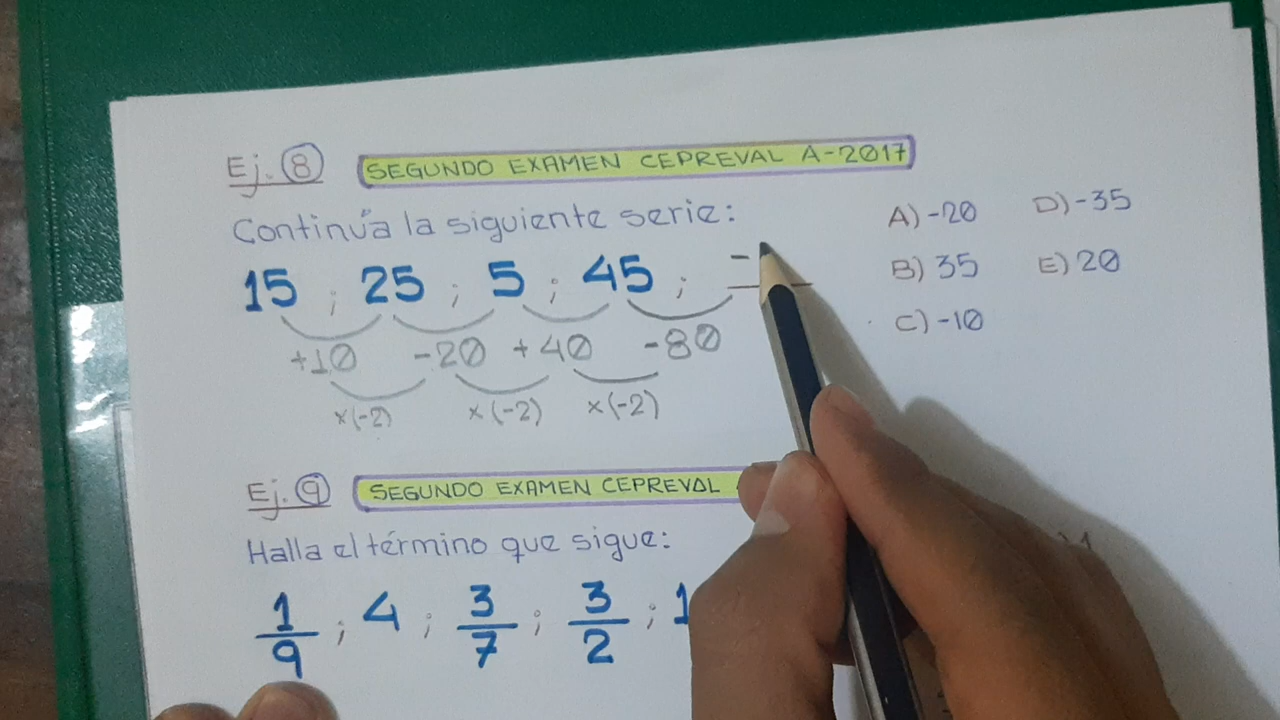 Ej. 8 SEGUNDO EXAMEN CEPREVAL A-2017
Continúa la siguiente serie:
15 ; 25 ; 5 ; 45 ; -
+10 -20 +40 -80
x(-2) x(-2) x(-2)
A) -20 D) -35
B) 35 E) 20
C) -10
Ej. 9 SEGUNDO EXAMEN CEPREVAL
Halla el término que sigue:
1/9 ; 4 ; 3/7 ; 3/2 ; 1